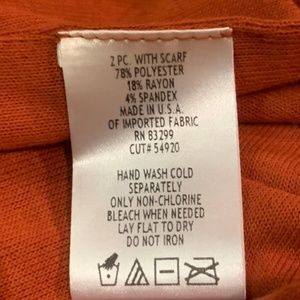 2 PC. WITH SCARF
78% POLYESTER
18% RAYON
4% SPANDEX
MADE IN U.S.A.
OF IMPORTED FABRIC
RN 83299
CUT# 54920
HAND WASH COLD
SEPARATELY
ONLY NON-CHLORINE
BLEACH WHEN NEEDED
LAY FLAT TO DRY
DO NOT IRON